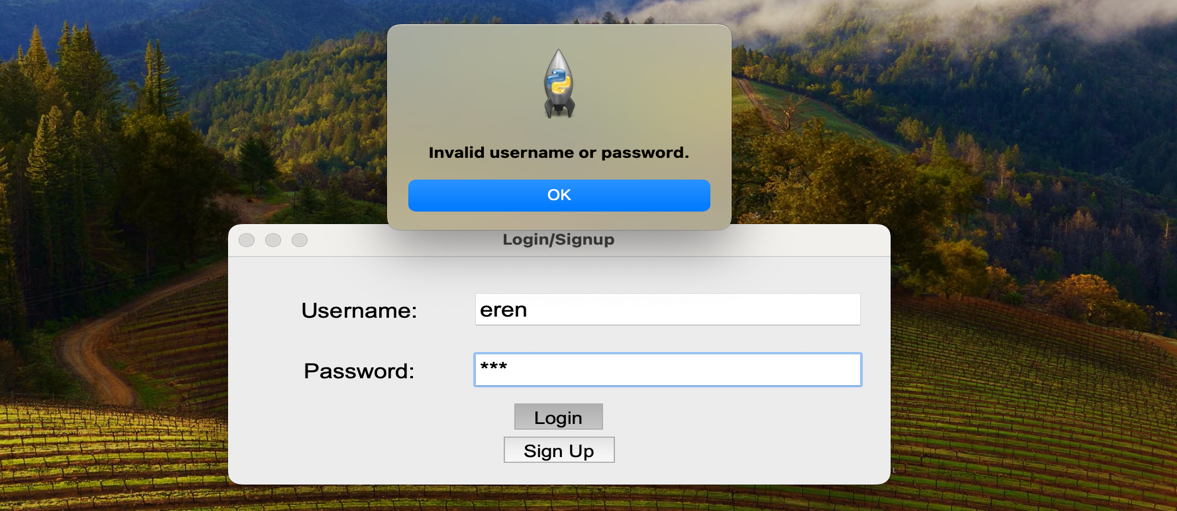 Invalid username or password.
OK
Login/Signup
Username: eren
Password: ***
Login
Sign Up